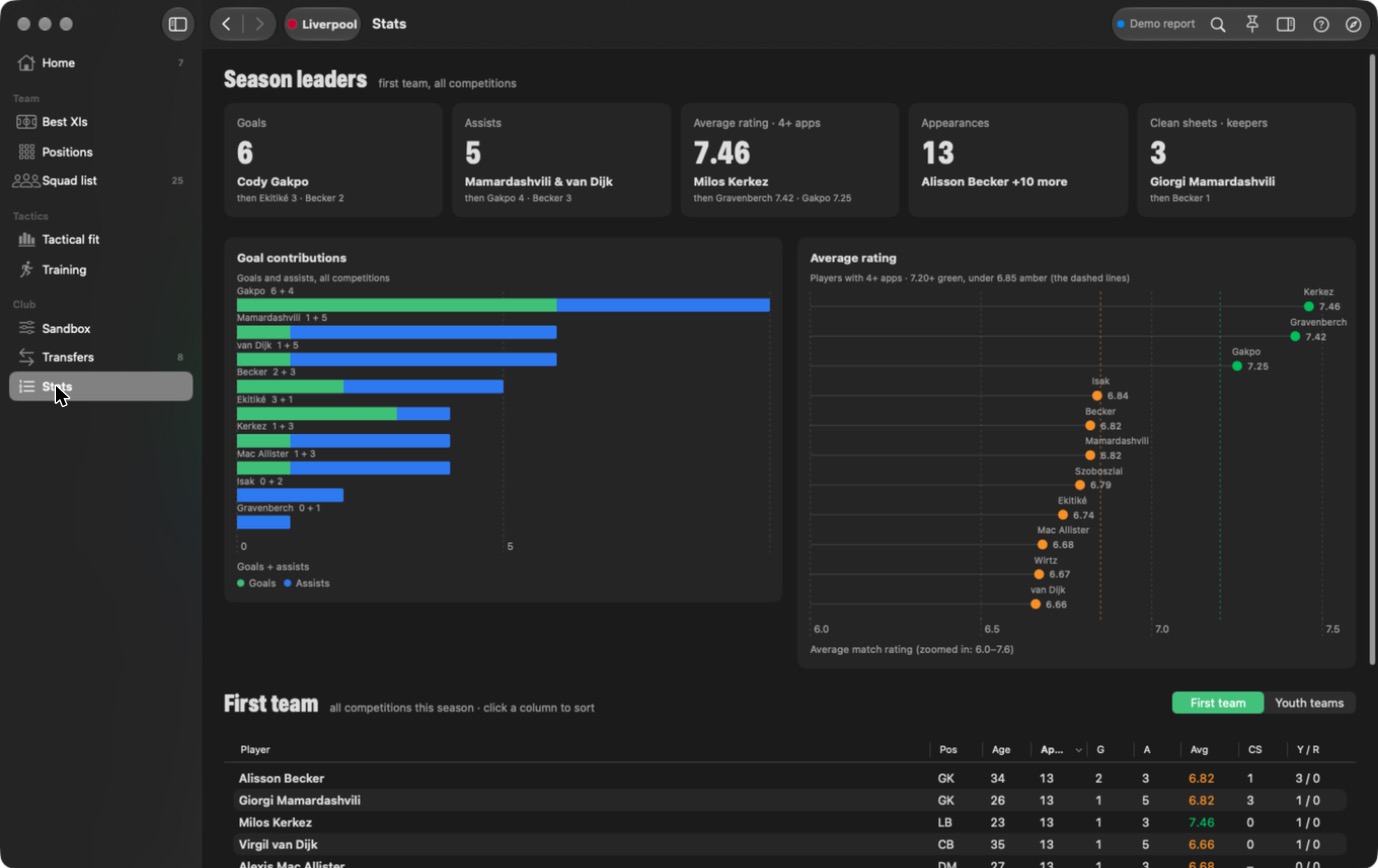 Liverpool
Stats
Demo report
Home 7
Team
Best XIs
Positions
Squad list 25
Tactics
Tactical fit
Training
Club
Sandbox
Transfers 8
Stats
Season leaders first team, all competitions
Goals
6
Cody Gakpo
then Ekitiké 3 · Becker 2
Assists
5
Mamardashvili & van Dijk
then Gakpo 4 · Becker 3
Average rating · 4+ apps
7.46
Milos Kerkez
then Gravenberch 7.42 · Gakpo 7.25
Appearances
13
Alisson Becker +10 more
Clean sheets · keepers
3
Giorgi Mamardashvili
then Becker 1
Goal contributions
Goals and assists, all competitions
Gakpo 6 + 4
Mamardashvili 1 + 5
van Dijk 1 + 5
Becker 2 + 3
Ekitiké 3 + 1
Kerkez 1 + 3
Mac Allister 1 + 3
Isak 0 + 2
Gravenberch 0 + 1
0 5
Goals + assists
Goals Assists
Average rating
Players with 4+ apps · 7.20+ green, under 6.85 amber (the dashed lines)
Kerkez
7.46
Gravenberch
7.42
Gakpo
7.25
Isak
6.84
Becker
6.82
Mamardashvili
6.82
Szoboszlai
6.79
Ekitiké
6.74
Mac Allister
6.68
Wirtz
6.67
van Dijk
6.66
6.0 6.5 7.0 7.5
Average match rating (zoomed in: 6.0–7.6)
First team all competitions this season · click a column to sort
First team Youth teams
Player Pos Age Ap... G A Avg CS Y / R
Alisson Becker GK 34 13 2 3 6.82 1 3 / 0
Giorgi Mamardashvili GK 26 13 1 5 6.82 3 1 / 0
Milos Kerkez LB 23 13 1 3 7.46 0 1 / 0
Virgil van Dijk CB 35 13 1 5 6.66 0 1 / 0
Alexis Mac Allister DM 27 13 1 3 6.68 – 0 / 0